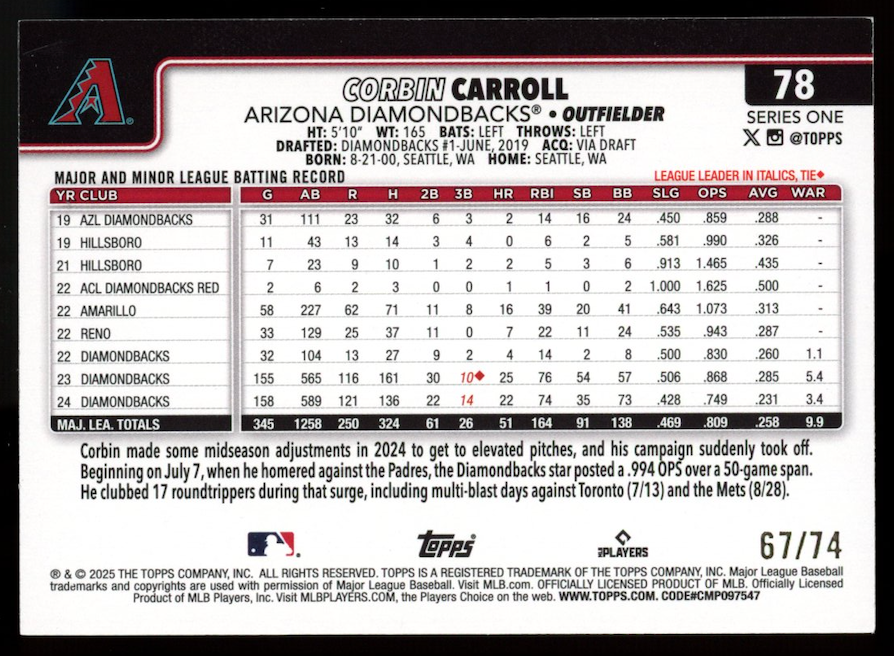 CORBIN CARROLL
78
ARIZONA DIAMONDBACKS® • OUTFIELDER
SERIES ONE
HT: 5'10" WT: 165 BATS: LEFT THROWS: LEFT
DRAFTED: DIAMONDBACKS #1-JUNE, 2019 ACQ: VIA DRAFT
BORN: 8-21-00, SEATTLE, WA HOME: SEATTLE, WA
@TOPPS
MAJOR AND MINOR LEAGUE BATTING RECORD
LEAGUE LEADER IN ITALICS, TIE♦
YR CLUB G AB R H 2B 3B HR RBI SB BB SLG OPS AVG WAR
19 AZL DIAMONDBACKS 31 111 23 32 6 3 2 14 16 24 .450 .859 .288 -
19 HILLSBORO 11 43 13 14 3 4 0 6 2 5 .581 .990 .326 -
21 HILLSBORO 7 23 9 10 1 2 2 5 3 6 .913 1.465 .435 -
22 ACL DIAMONDBACKS RED 2 6 2 3 0 0 1 1 0 2 1.000 1.625 .500 -
22 AMARILLO 58 227 62 71 11 8 16 39 20 41 .643 1.073 .313 -
22 RENO 33 129 25 37 11 0 7 22 11 24 .535 .943 .287 -
22 DIAMONDBACKS 32 104 13 27 9 2 4 14 2 8 .500 .830 .260 1.1
23 DIAMONDBACKS 155 565 116 161 30 10♦ 25 76 54 57 .506 .868 .285 5.4
24 DIAMONDBACKS 158 589 121 136 22 14 22 74 35 73 .428 .749 .231 3.4
MAJ. LEA. TOTALS 345 1258 250 324 61 26 51 164 91 138 .469 .809 .258 9.9
Corbin made some midseason adjustments in 2024 to get to elevated pitches, and his campaign suddenly took off.
Beginning on July 7, when he homered against the Padres, the Diamondbacks star posted a .994 OPS over a 50-game span.
He clubbed 17 roundtrippers during that surge, including multi-blast days against Toronto (7/13) and the Mets (8/28).
Topps
MLB PLAYERS
67/74
® & © 2025 THE TOPPS COMPANY, INC. ALL RIGHTS RESERVED. TOPPS IS A REGISTERED TRADEMARK OF THE TOPPS COMPANY, INC. Major League Baseball
trademarks and copyrights are used with permission of Major League Baseball. Visit MLB.com. OFFICIALLY LICENSED PRODUCT OF MLB. Officially Licensed
Product of MLB Players, Inc. Visit MLBPLAYERS.COM, the Players Choice on the web. WWW.TOPPS.COM. CODE#CMP097547